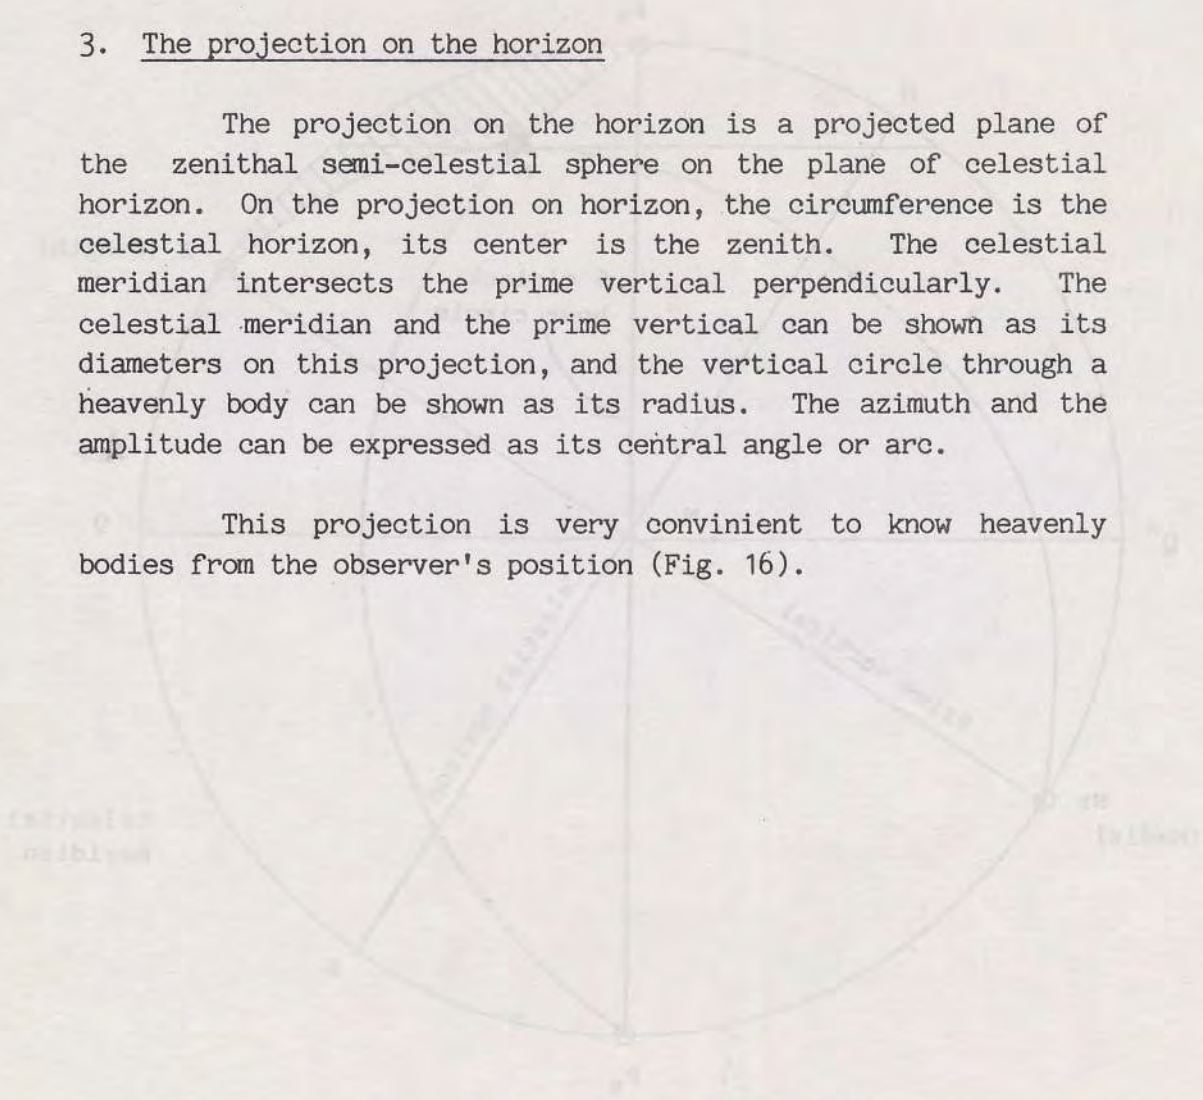 3. The projection on the horizon
The projection on the horizon is a projected plane of
the zenithal semi-celestial sphere on the plane of celestial
horizon. On the projection on horizon, the circumference is the
celestial horizon, its center is the zenith. The celestial
meridian intersects the prime vertical perpendicularly. The
celestial meridian and the prime vertical can be shown as its
diameters on this projection, and the vertical circle through a
heavenly body can be shown as its radius. The azimuth and the
amplitude can be expressed as its central angle or arc.
This projection is very convinient to know heavenly
bodies from the observer's position (Fig. 16).